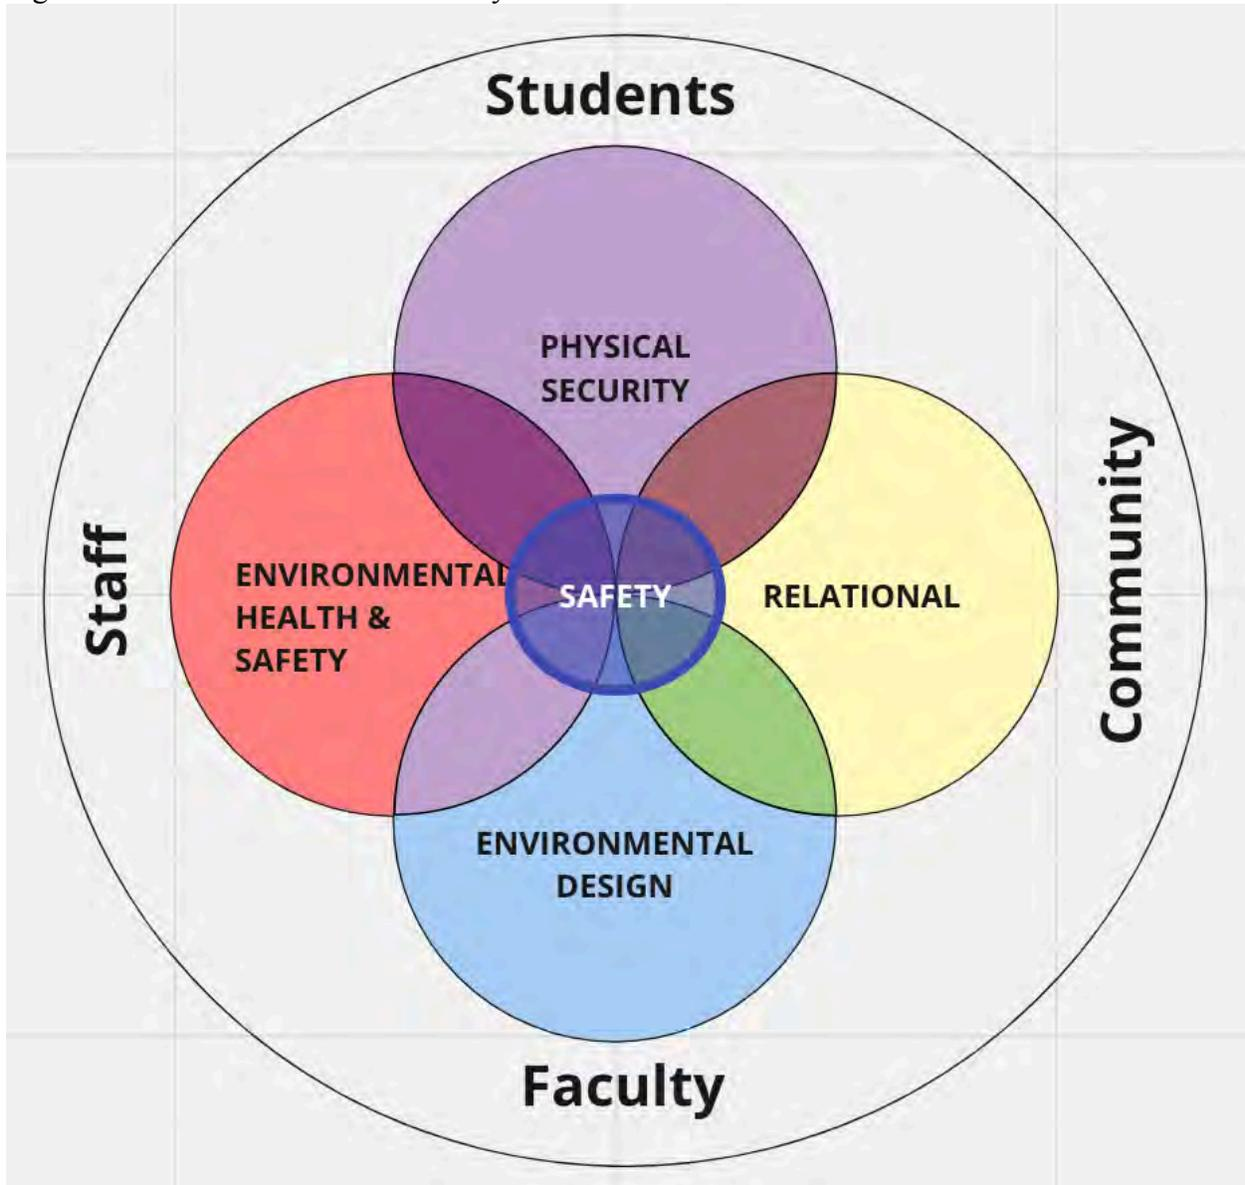 Students
PHYSICAL
SECURITY
Staff
ENVIRONMENTAL
HEALTH &
SAFETY
SAFETY
RELATIONAL
Community
ENVIRONMENTAL
DESIGN
Faculty